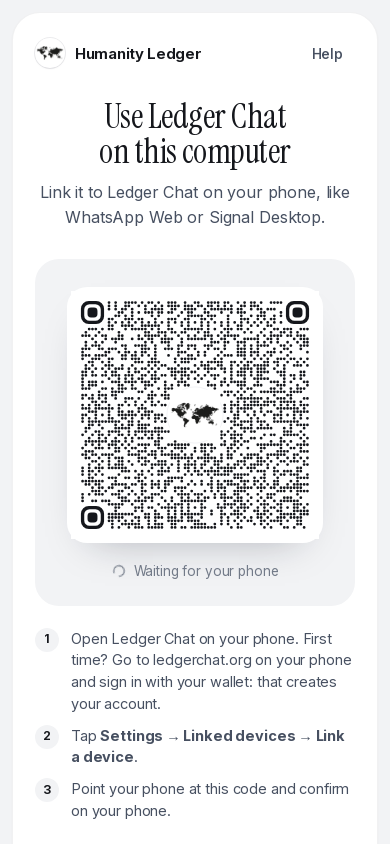 Humanity Ledger
Help
Use Ledger Chat
on this computer
Link it to Ledger Chat on your phone, like
WhatsApp Web or Signal Desktop.
Waiting for your phone
1
Open Ledger Chat on your phone. First
time? Go to ledgerchat.org on your phone
and sign in with your wallet: that creates
your account.
2
Tap Settings → Linked devices → Link
a device.
3
Point your phone at this code and confirm
on your phone.